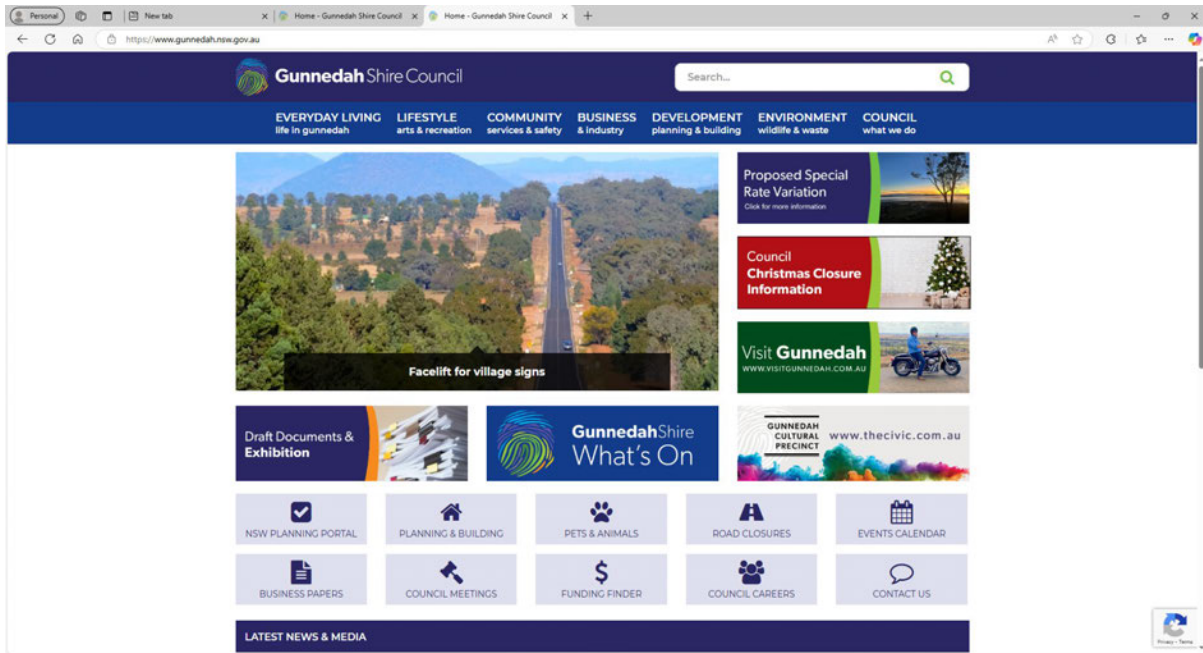 Personal
New tab
Home - Gunnedah Shire Council
Home - Gunnedah Shire Council
https://www.gunnedah.nsw.gov.au
Gunnedah Shire Council
Search...
EVERYDAY LIVING
life in gunnedah
LIFESTYLE
arts & recreation
COMMUNITY
services & safety
BUSINESS
& industry
DEVELOPMENT
planning & building
ENVIRONMENT
wildlife & waste
COUNCIL
what we do
Facelift for village signs
Proposed Special
Rate Variation
Click for more information
Council
Christmas Closure
Information
Visit Gunnedah
WWW.VISITGUNNEDAH.COM.AU
Draft Documents &
Exhibition
GunnedahShire
What's On
GUNNEDAH
CULTURAL
PRECINCT
www.thecivic.com.au
NSW PLANNING PORTAL
PLANNING & BUILDING
PETS & ANIMALS
ROAD CLOSURES
EVENTS CALENDAR
BUSINESS PAPERS
COUNCIL MEETINGS
FUNDING FINDER
COUNCIL CAREERS
CONTACT US
LATEST NEWS & MEDIA
Privacy - Terms